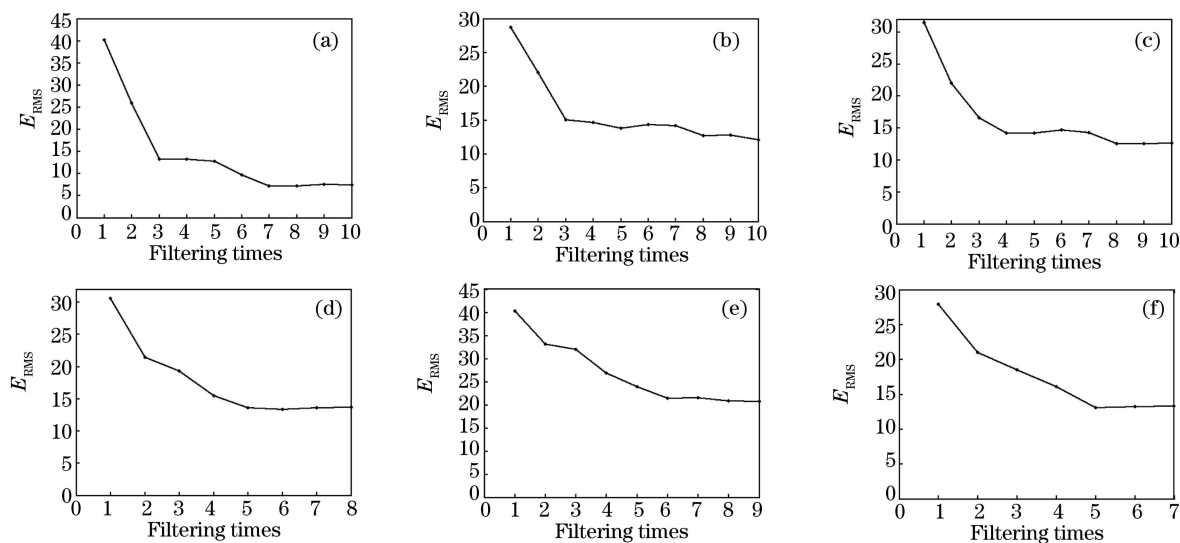 (a)
E_RMS
45
40
35
30
25
20
15
10
5
0
0 1 2 3 4 5 6 7 8 9 10
Filtering times
(b)
E_RMS
30
25
20
15
10
5
0
0 1 2 3 4 5 6 7 8 9 10
Filtering times
(c)
E_RMS
30
25
20
15
10
5
0
0 1 2 3 4 5 6 7 8 9 10
Filtering times
(d)
E_RMS
30
25
20
15
10
5
0
0 1 2 3 4 5 6 7 8
Filtering times
(e)
E_RMS
45
40
35
30
25
20
15
10
5
0
0 1 2 3 4 5 6 7 8 9
Filtering times
(f)
E_RMS
30
25
20
15
10
5
0
0 1 2 3 4 5 6 7
Filtering times